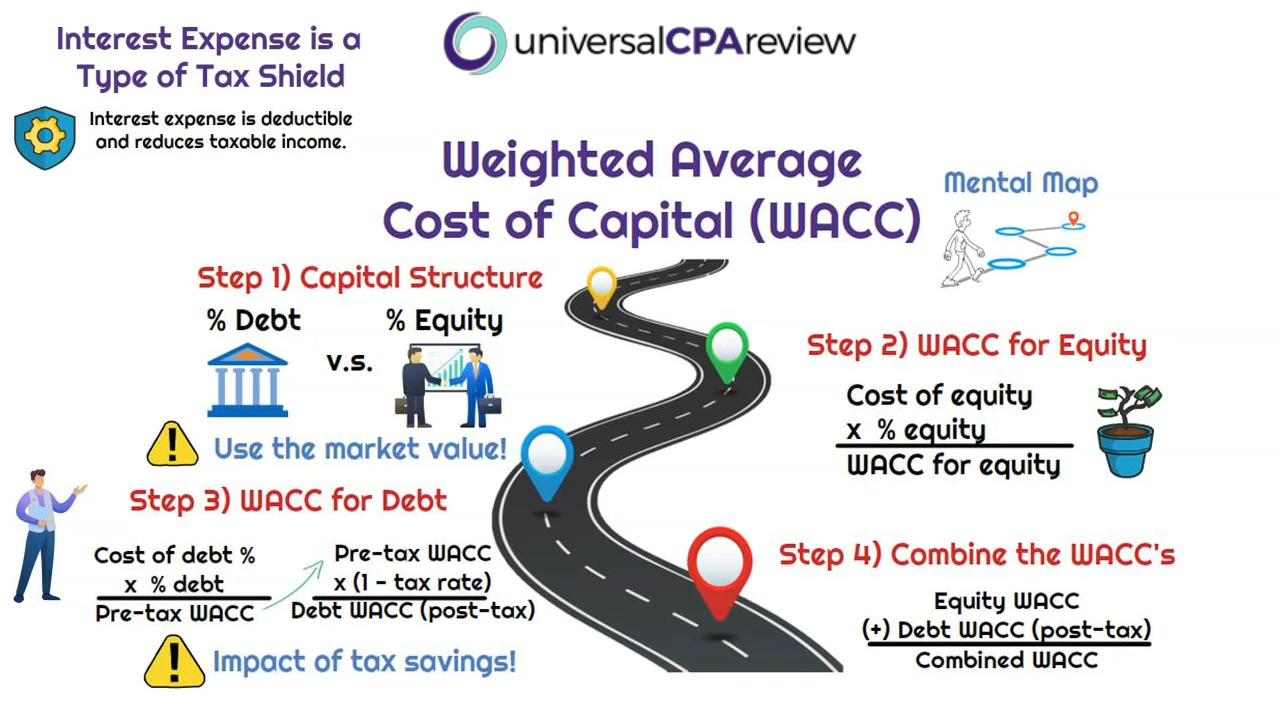 Interest Expense is a
Type of Tax Shield
Interest expense is deductible
and reduces taxable income.
universalCPAreview
Weighted Average
Cost of Capital (WACC)
Mental Map
Step 1) Capital Structure
% Debt
v.s.
% Equity
Use the market value!
Step 2) WACC for Equity
Cost of equity
x % equity
WACC for equity
Step 3) WACC for Debt
Cost of debt %
x % debt
Pre-tax WACC
Pre-tax WACC
x (1 - tax rate)
Debt WACC (post-tax)
Impact of tax savings!
Step 4) Combine the WACC's
Equity WACC
(+) Debt WACC (post-tax)
Combined WACC